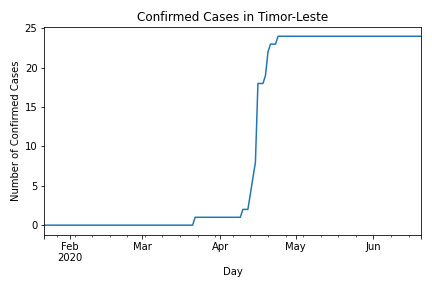 Confirmed Cases in Timor-Leste
Number of Confirmed Cases
25
20
15
10
5
0
Feb Mar Apr May Jun
2020
Day